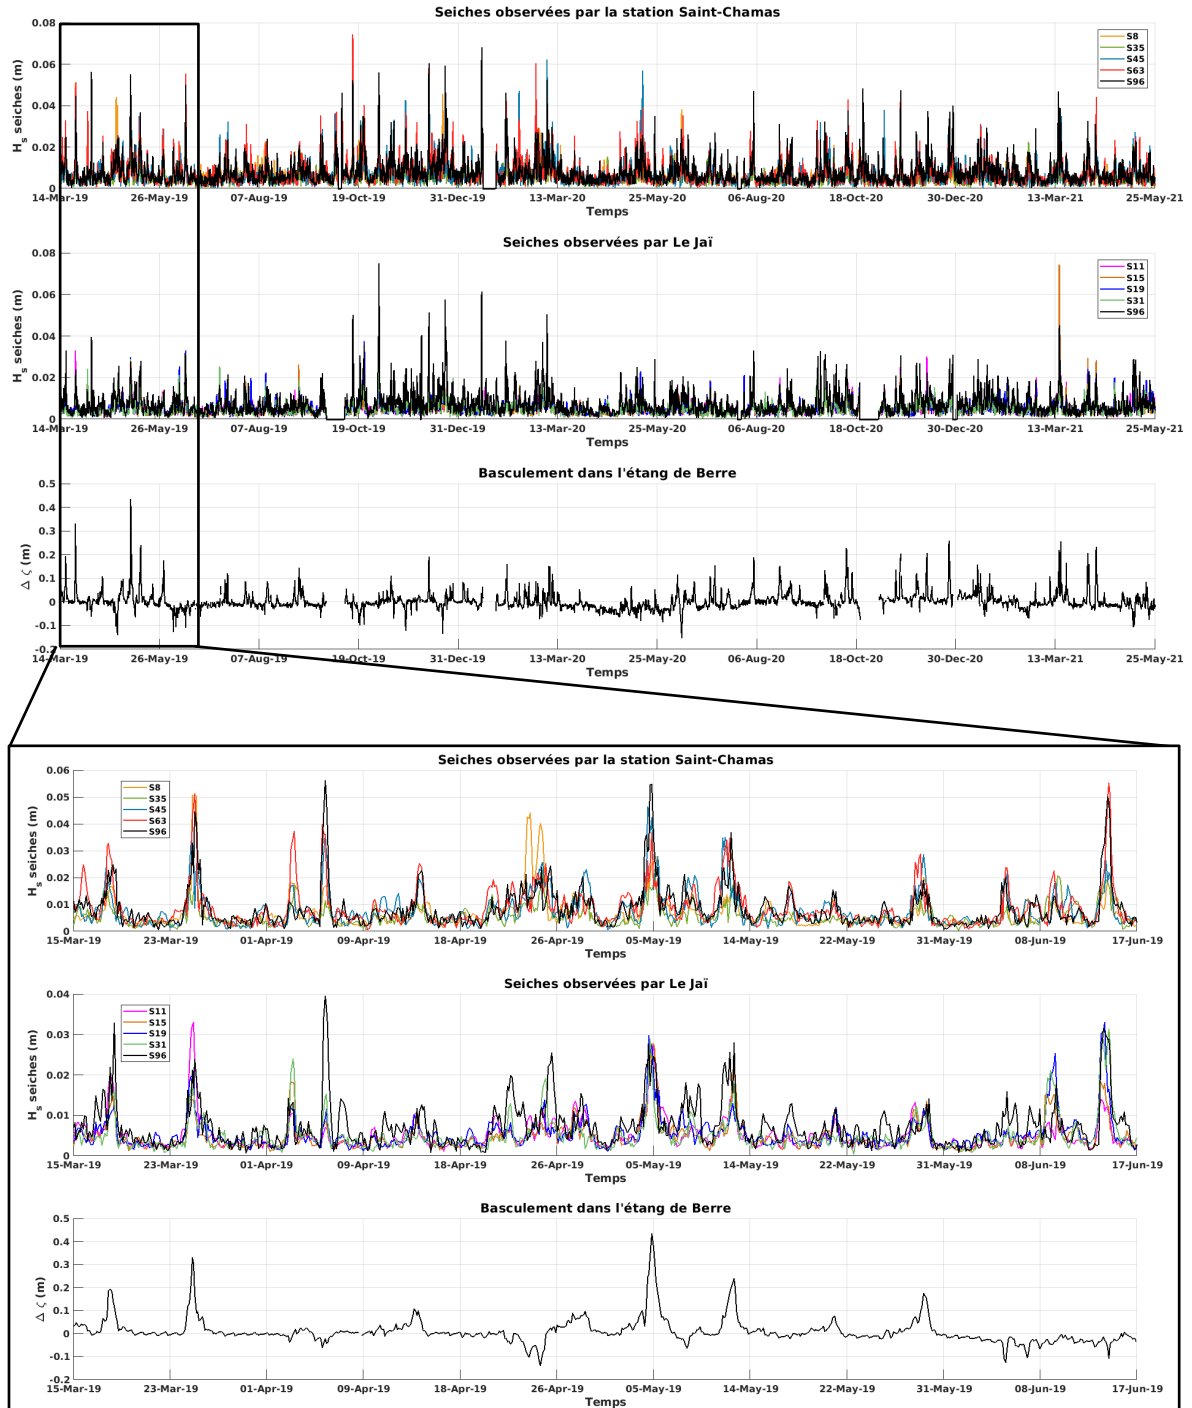 Seiches observées par la station Saint-Chamas
H_s seiches (m)
0.08
0.06
0.04
0.02
0
S8
S35
S45
S63
S96
14-Mar-19 26-May-19 07-Aug-19 19-Oct-19 31-Dec-19 13-Mar-20 25-May-20 06-Aug-20 18-Oct-20 30-Dec-20 13-Mar-21 25-May-21
Temps
Seiches observées par Le Jaï
H_s seiches (m)
0.08
0.06
0.04
0.02
0
S11
S15
S19
S31
S96
14-Mar-19 26-May-19 07-Aug-19 19-Oct-19 31-Dec-19 13-Mar-20 25-May-20 06-Aug-20 18-Oct-20 30-Dec-20 13-Mar-21 25-May-21
Temps
Basculement dans l'étang de Berre
Δ ζ (m)
0.5
0.4
0.3
0.2
0.1
0
-0.1
-0.2
14-Mar-19 26-May-19 07-Aug-19 19-Oct-19 31-Dec-19 13-Mar-20 25-May-20 06-Aug-20 18-Oct-20 30-Dec-20 13-Mar-21 25-May-21
Temps
Seiches observées par la station Saint-Chamas
H_s seiches (m)
0.06
0.05
0.04
0.03
0.02
0.01
0
S8
S35
S45
S63
S96
15-Mar-19 23-Mar-19 01-Apr-19 09-Apr-19 18-Apr-19 26-Apr-19 05-May-19 14-May-19 22-May-19 31-May-19 08-Jun-19 17-Jun-19
Temps
Seiches observées par Le Jaï
H_s seiches (m)
0.04
0.03
0.02
0.01
0
S11
S15
S19
S31
S96
15-Mar-19 23-Mar-19 01-Apr-19 09-Apr-19 18-Apr-19 26-Apr-19 05-May-19 14-May-19 22-May-19 31-May-19 08-Jun-19 17-Jun-19
Temps
Basculement dans l'étang de Berre
Δ ζ (m)
0.5
0.4
0.3
0.2
0.1
0
-0.1
-0.2
15-Mar-19 23-Mar-19 01-Apr-19 09-Apr-19 18-Apr-19 26-Apr-19 05-May-19 14-May-19 22-May-19 31-May-19 08-Jun-19 17-Jun-19
Temps